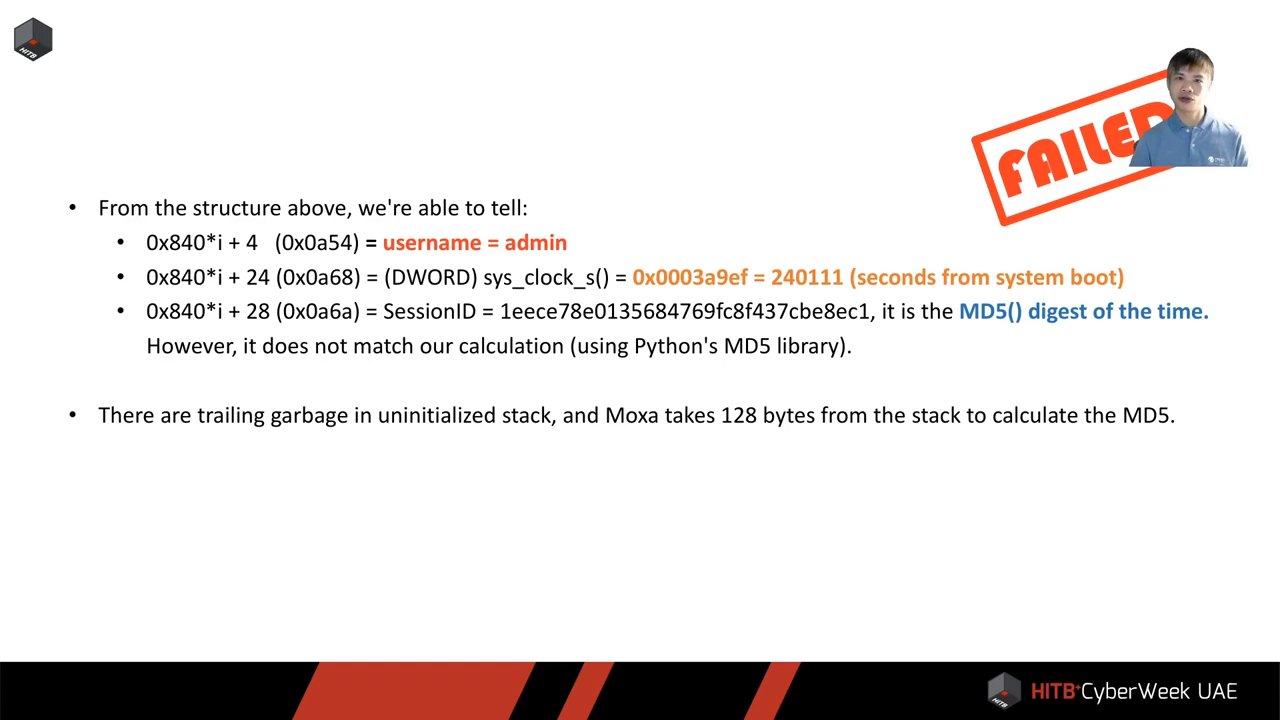 HITB
FAILED
• From the structure above, we're able to tell:
• 0x840*i + 4 (0x0a54) = username = admin
• 0x840*i + 24 (0x0a68) = (DWORD) sys_clock_s() = 0x0003a9ef = 240111 (seconds from system boot)
• 0x840*i + 28 (0x0a6a) = SessionID = 1eece78e0135684769fc8f437cbe8ec1, it is the MD5() digest of the time.
However, it does not match our calculation (using Python's MD5 library).
• There are trailing garbage in uninitialized stack, and Moxa takes 128 bytes from the stack to calculate the MD5.
HITB HITB+CyberWeek UAE